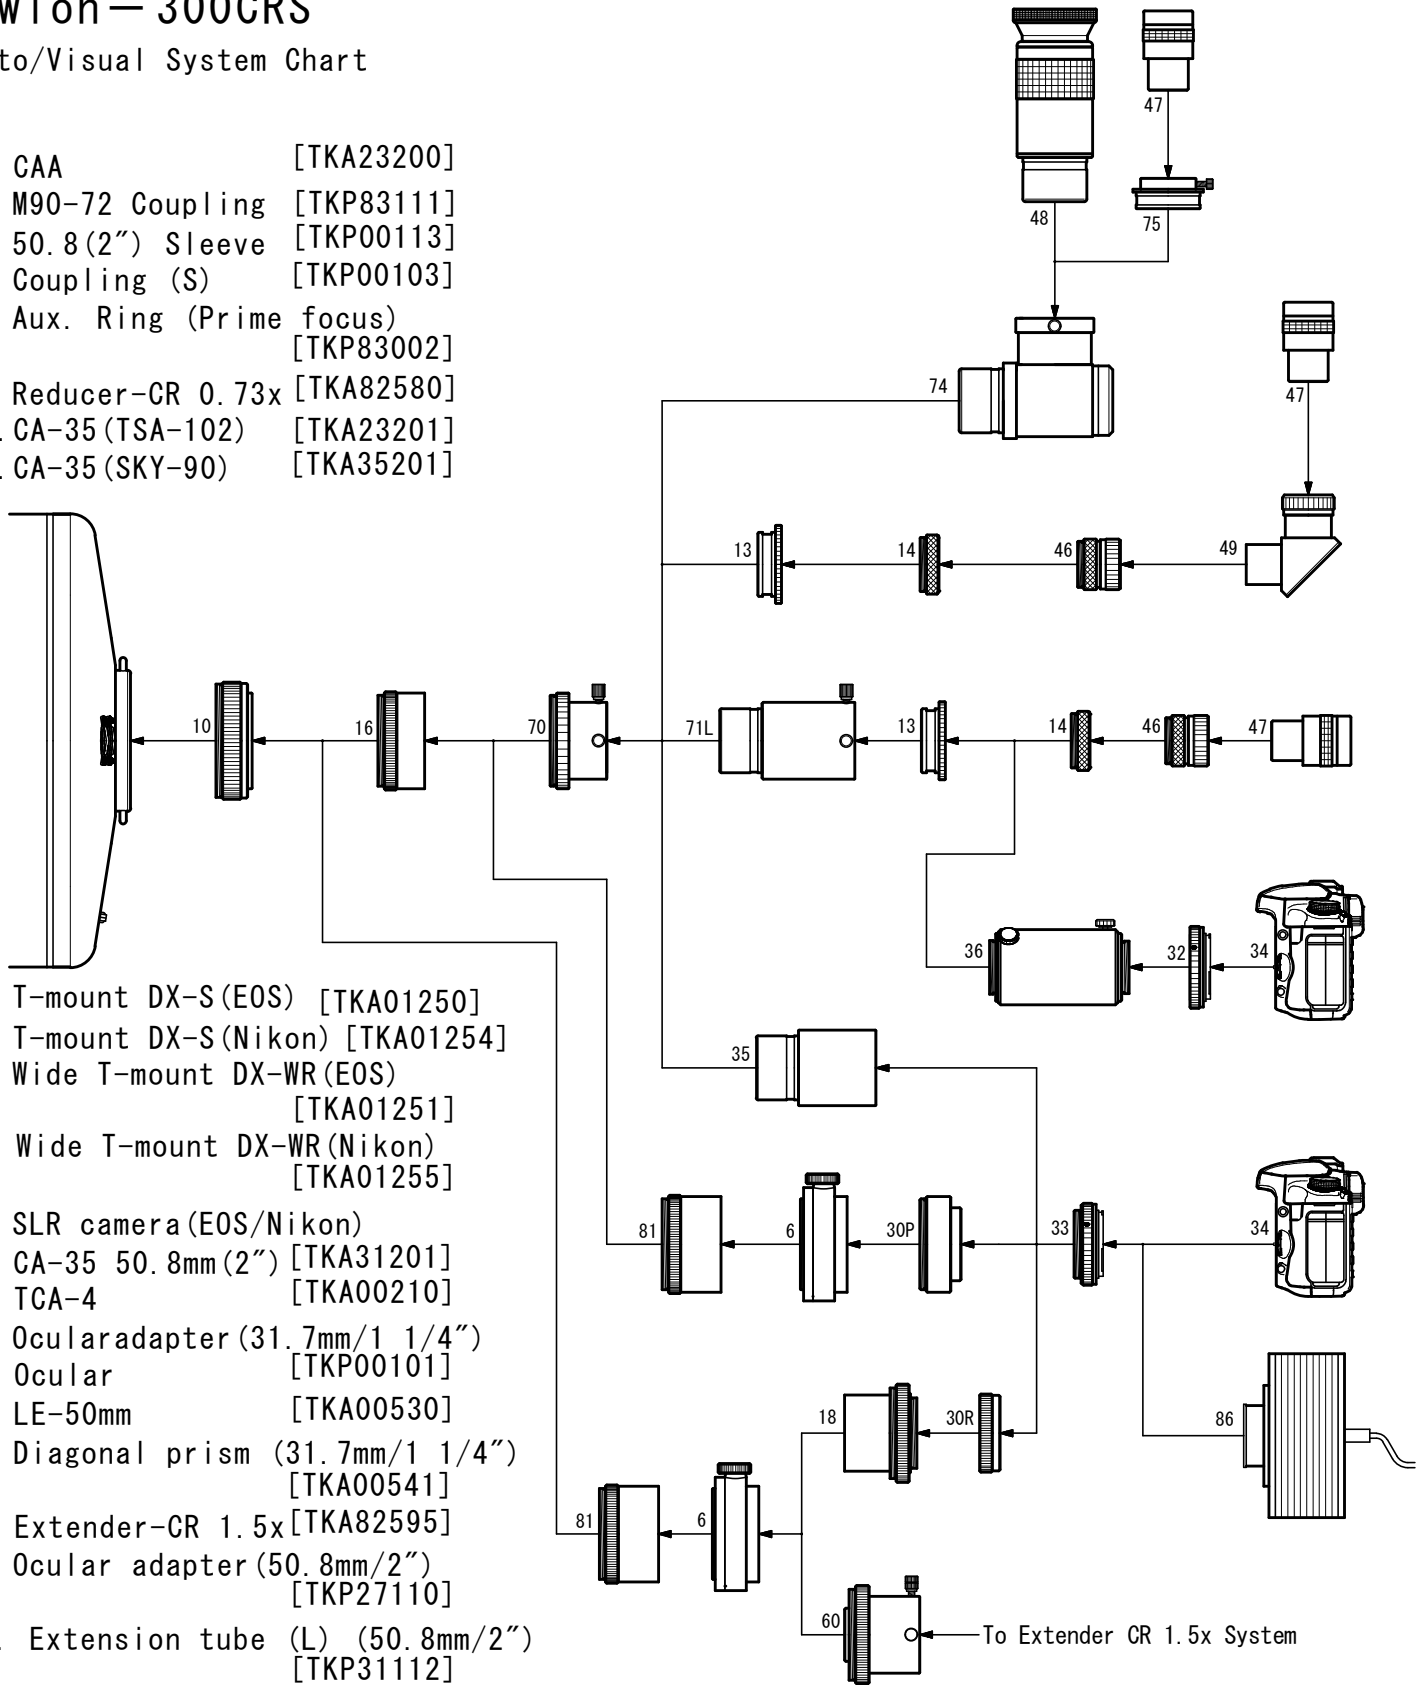 wlon-300CRS
to/Visual System Chart
CAA [TKA23200]
M90-72 Coupling [TKP83111]
50.8(2″) Sleeve [TKP00113]
Coupling (S) [TKP00103]
Aux. Ring (Prime focus)
[TKP83002]
Reducer-CR 0.73x [TKA82580]
. CA-35(TSA-102) [TKA23201]
. CA-35(SKY-90) [TKA35201]
47
48
75
74
47
13
14
46
49
10
16
70
71L
13
14
46
47
36
32
34
T-mount DX-S(EOS) [TKA01250]
T-mount DX-S(Nikon) [TKA01254]
Wide T-mount DX-WR(EOS)
[TKA01251]
Wide T-mount DX-WR(Nikon)
[TKA01255]
SLR camera(EOS/Nikon)
CA-35 50.8mm(2″) [TKA31201]
TCA-4 [TKA00210]
Ocularadapter(31.7mm/1 1/4″)
[TKP00101]
Ocular
LE-50mm [TKA00530]
Diagonal prism (31.7mm/1 1/4″)
[TKA00541]
Extender-CR 1.5x [TKA82595]
Ocular adapter(50.8mm/2″)
[TKP27110]
. Extension tube (L) (50.8mm/2″)
[TKP31112]
35
81
6
30P
33
34
18
30R
86
81
6
60
To Extender CR 1.5x System